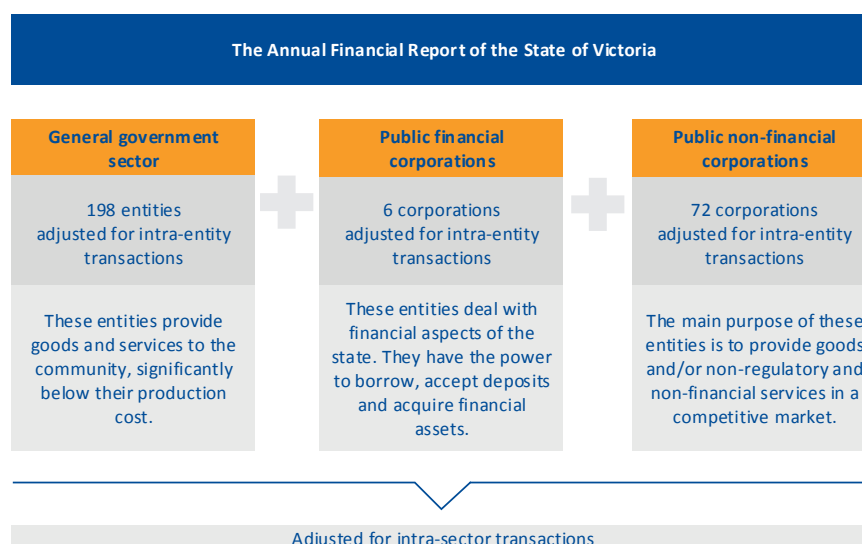 The Annual Financial Report of the State of Victoria
General government
sector
198 entities
adjusted for intra-entity
transactions
These entities provide
goods and services to the
community, significantly
below their production
cost.
Public financial
corporations
6 corporations
adjusted for intra-entity
transactions
These entities deal with
financial aspects of the
state. They have the power
to borrow, accept deposits
and acquire financial
assets.
Public non-financial
corporations
72 corporations
adjusted for intra-entity
transactions
The main purpose of these
entities is to provide goods
and/or non-regulatory and
non-financial services in a
competitive market.
Adjusted for intra-sector transactions